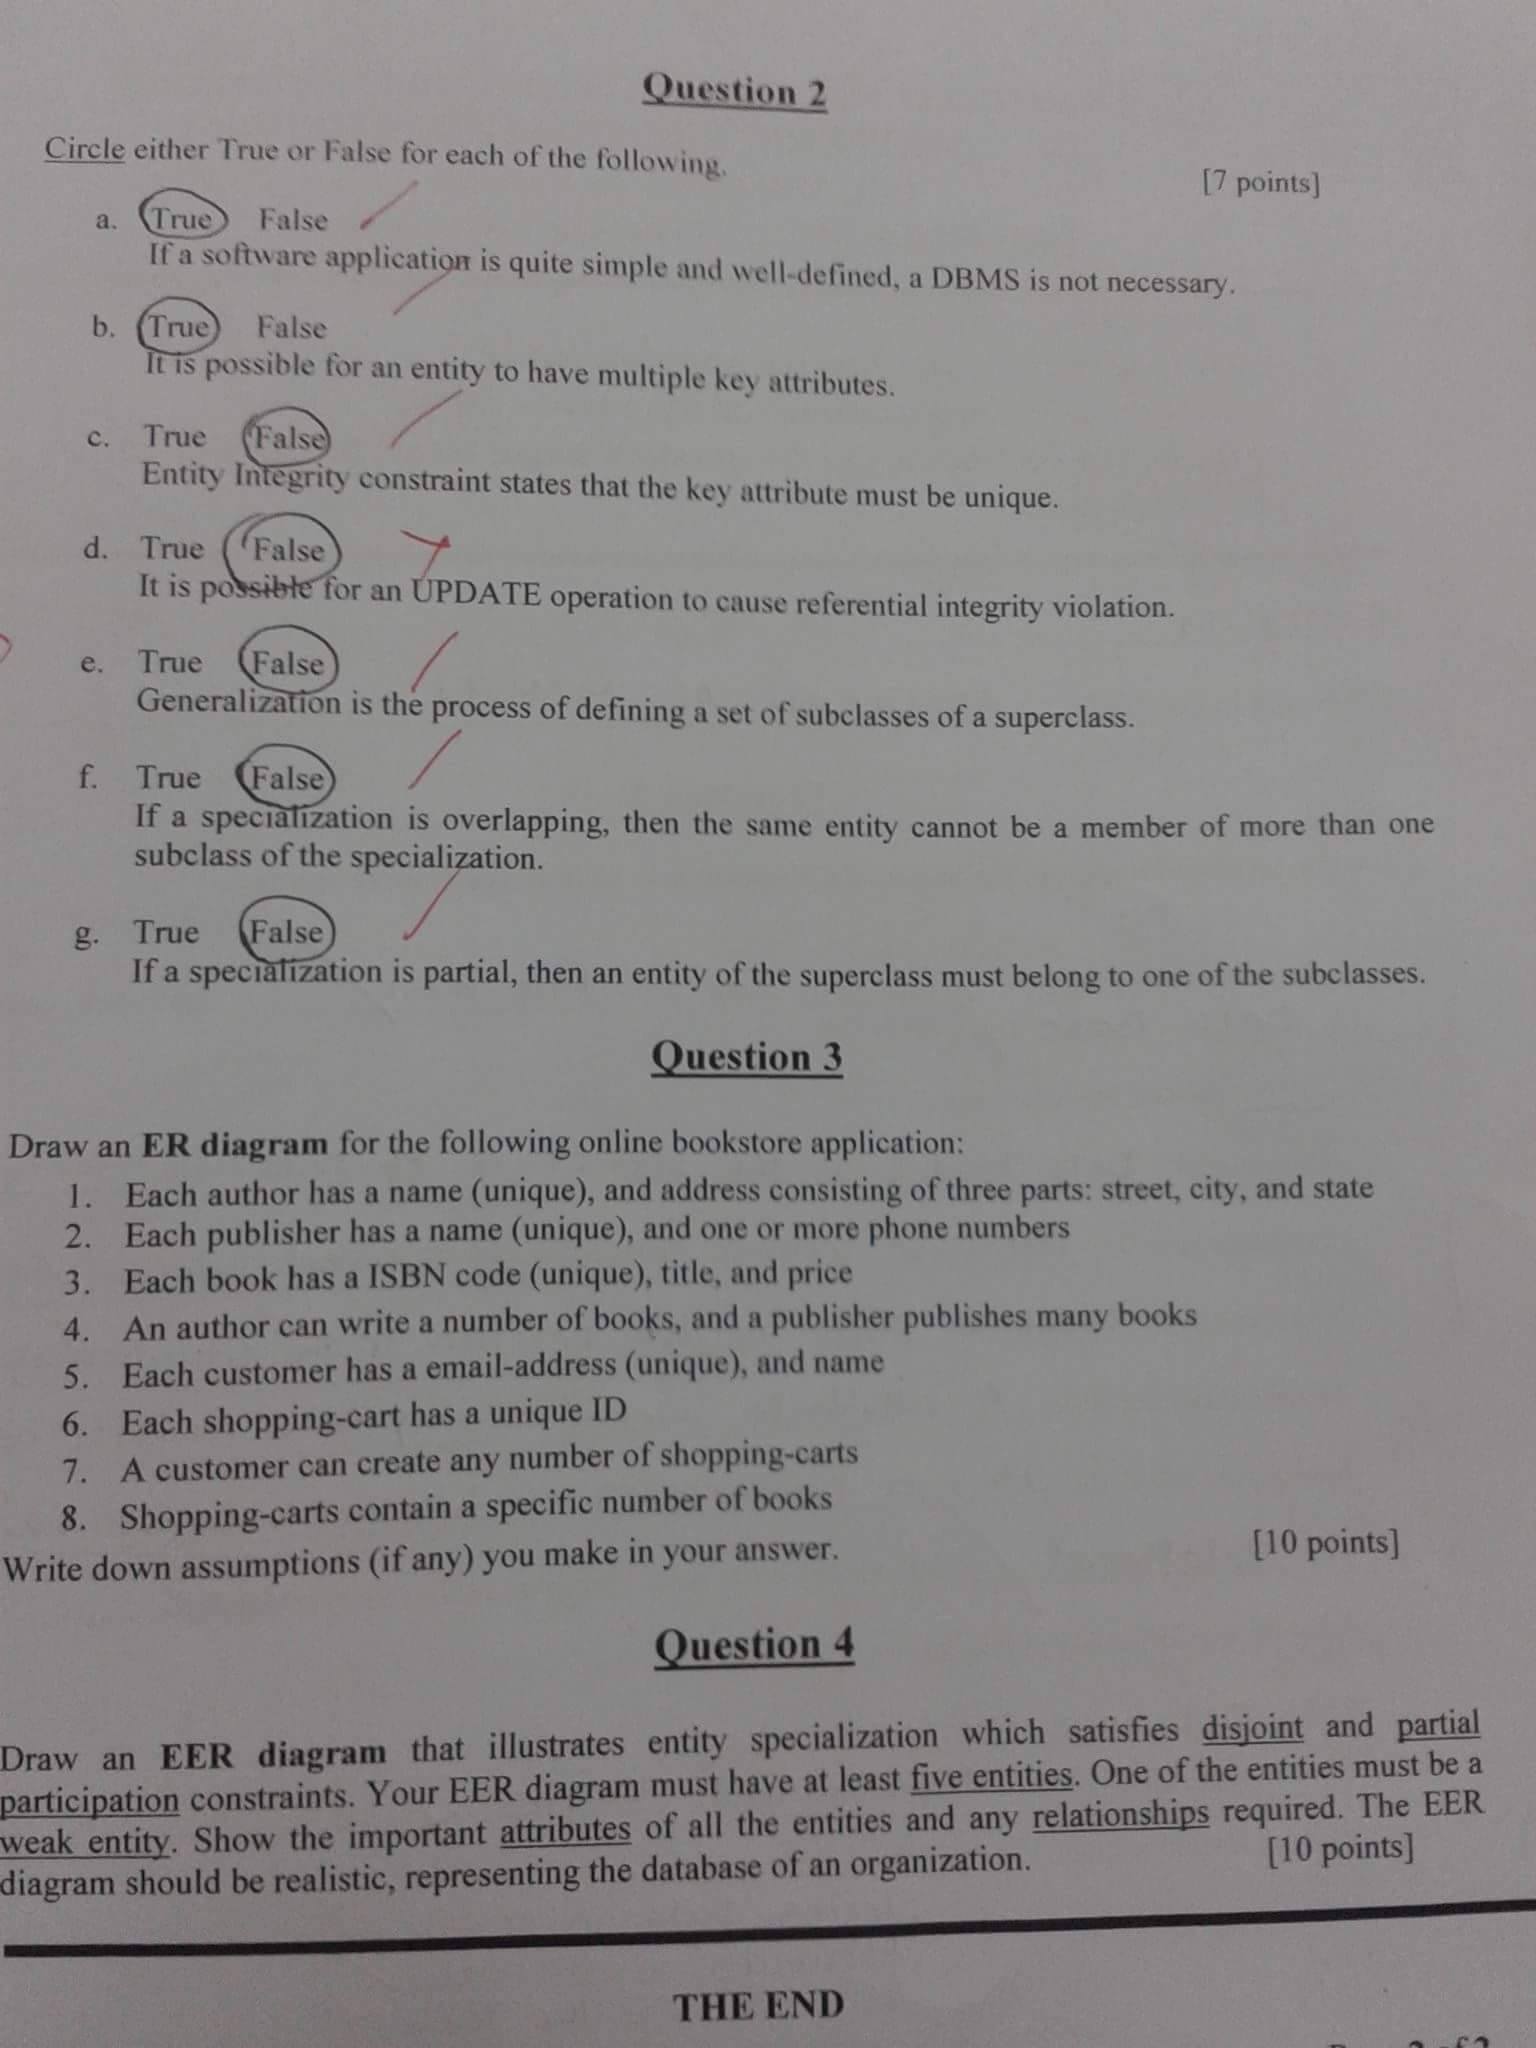 Question 2
Circle either True or False for each of the following.
[7 points]
a. True False
If a software application is quite simple and well-defined, a DBMS is not necessary.
b. True False
It is possible for an entity to have multiple key attributes.
c. True False
Entity Integrity constraint states that the key attribute must be unique.
d. True False
It is possible for an UPDATE operation to cause referential integrity violation.
e. True False
Generalization is the process of defining a set of subclasses of a superclass.
f. True False
If a specialization is overlapping, then the same entity cannot be a member of more than one
subclass of the specialization.
g. True False
If a specialization is partial, then an entity of the superclass must belong to one of the subclasses.
Question 3
Draw an ER diagram for the following online bookstore application:
1. Each author has a name (unique), and address consisting of three parts: street, city, and state
2. Each publisher has a name (unique), and one or more phone numbers
3. Each book has a ISBN code (unique), title, and price
4. An author can write a number of books, and a publisher publishes many books
5. Each customer has a email-address (unique), and name
6. Each shopping-cart has a unique ID
7. A customer can create any number of shopping-carts
8. Shopping-carts contain a specific number of books
Write down assumptions (if any) you make in your answer.
[10 points]
Question 4
Draw an EER diagram that illustrates entity specialization which satisfies disjoint and partial
participation constraints. Your EER diagram must have at least five entities. One of the entities must be a
weak entity. Show the important attributes of all the entities and any relationships required. The EER
diagram should be realistic, representing the database of an organization.
[10 points]
THE END